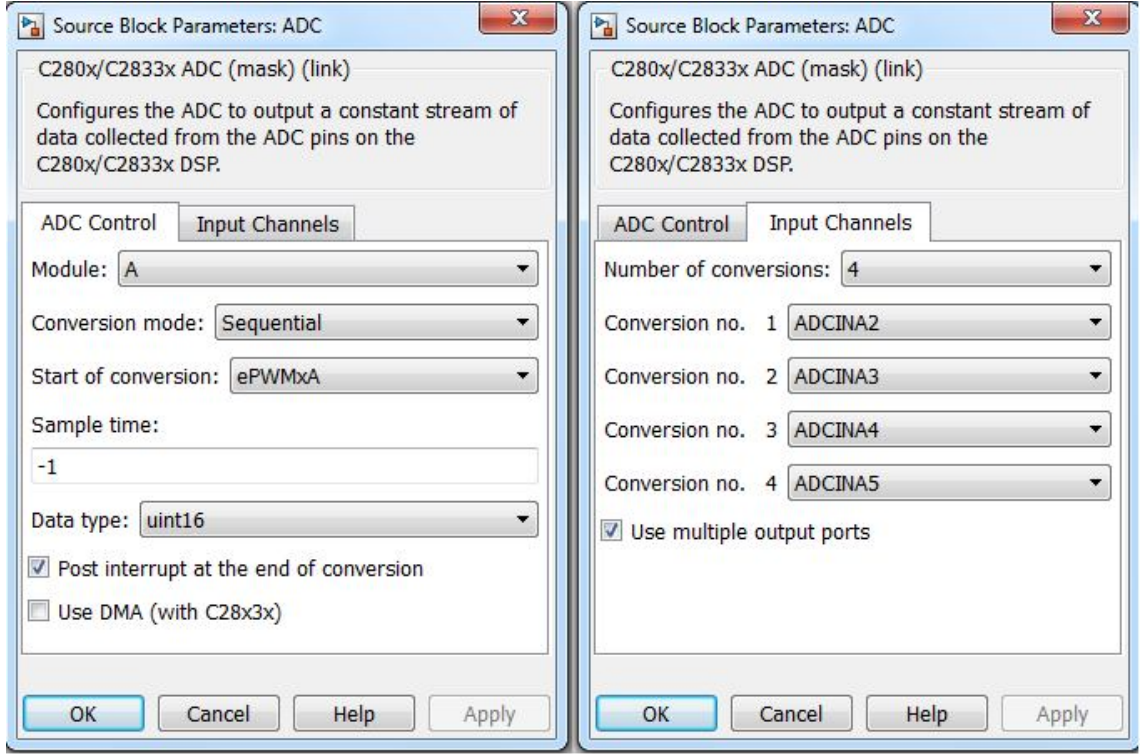 Source Block Parameters: ADC
C280x/C2833x ADC (mask) (link)
Configures the ADC to output a constant stream of
data collected from the ADC pins on the
C280x/C2833x DSP.
ADC Control Input Channels
Module: A
Conversion mode: Sequential
Start of conversion: ePWMxA
Sample time:
-1
Data type: uint16
Post interrupt at the end of conversion
Use DMA (with C28x3x)
OK Cancel Help Apply
Source Block Parameters: ADC
C280x/C2833x ADC (mask) (link)
Configures the ADC to output a constant stream of
data collected from the ADC pins on the
C280x/C2833x DSP.
ADC Control Input Channels
Number of conversions: 4
Conversion no. 1 ADCINA2
Conversion no. 2 ADCINA3
Conversion no. 3 ADCINA4
Conversion no. 4 ADCINA5
Use multiple output ports
OK Cancel Help Apply